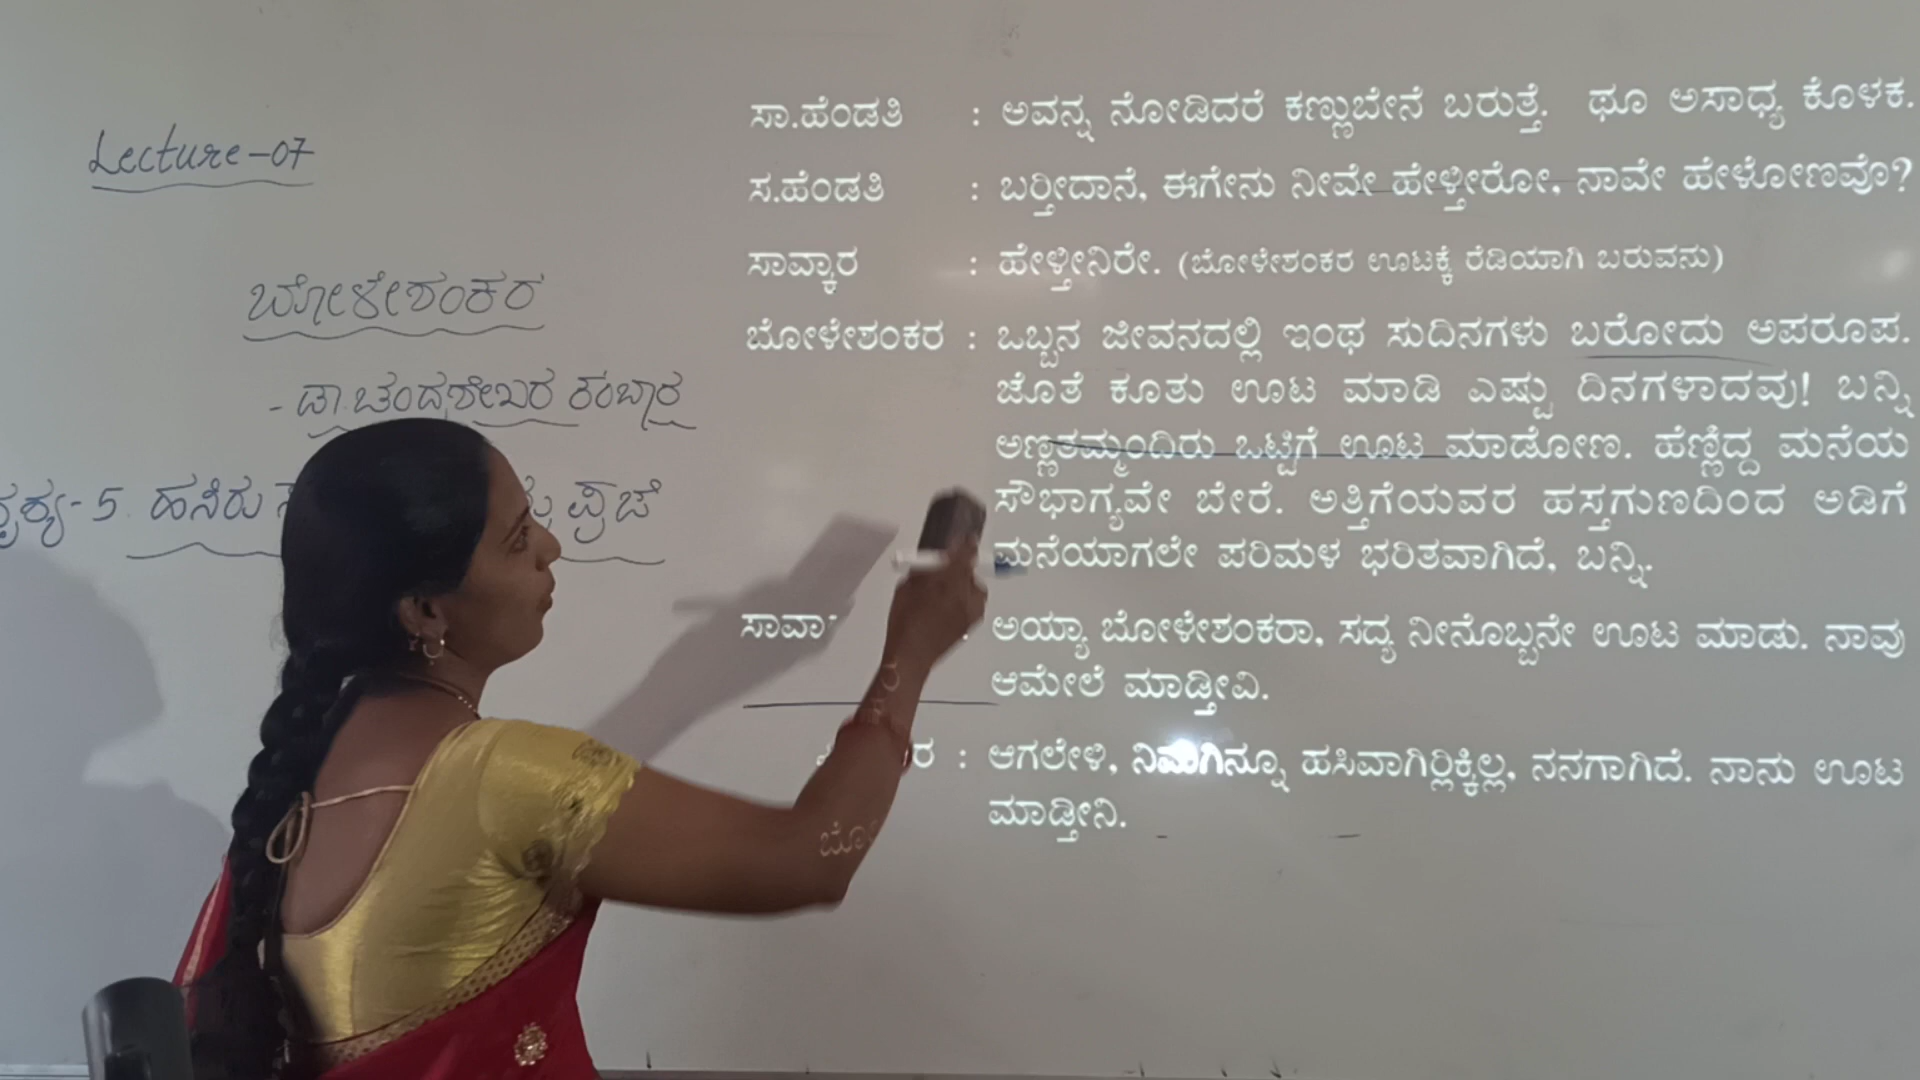 Lecture-07
ಬೋಳೇಶಂಕರ
- ಡಾ. ಚಂದ್ರಶೇಖರ ಕಂಬಾರ
ದೃಶ್ಯ-5 ಹಸಿರು ಪ್ರಜೆ
ಸಾ.ಹೆಂಡತಿ : ಅವನ್ನ ನೋಡಿದರೆ ಕಣ್ಣುಬೇನೆ ಬರುತ್ತೆ. ಥೂ ಅಸಾಧ್ಯ ಕೊಳಕ.
ಸ.ಹೆಂಡತಿ : ಬರ‍್ತೀದಾನೆ, ಈಗೇನು ನೀವೇ ಹೇಳ್ತೀರೋ, ನಾವೇ ಹೇಳೋಣವೊ?
ಸಾವ್ಕಾರ : ಹೇಳ್ತೀನಿರೇ. (ಬೋಳೇಶಂಕರ ಊಟಕ್ಕೆ ರೆಡಿಯಾಗಿ ಬರುವನು)
ಬೋಳೇಶಂಕರ : ಒಬ್ಬನ ಜೀವನದಲ್ಲಿ ಇಂಥ ಸುದಿನಗಳು ಬರೋದು ಅಪರೂಪ.
ಜೊತೆ ಕೂತು ಊಟ ಮಾಡಿ ಎಷ್ಟು ದಿನಗಳಾದವು! ಬನ್ನಿ
ಅಣ್ಣತಮ್ಮಂದಿರು ಒಟ್ಟಿಗೆ ಊಟ ಮಾಡೋಣ. ಹೆಣ್ಣಿದ್ದ ಮನೆಯ
ಸೌಭಾಗ್ಯವೇ ಬೇರೆ. ಅತ್ತಿಗೆಯವರ ಹಸ್ತಗುಣದಿಂದ ಅಡಿಗೆ
ಮನೆಯಾಗಲೇ ಪರಿಮಳ ಭರಿತವಾಗಿದೆ, ಬನ್ನಿ.
: ಅಯ್ಯಾ ಬೋಳೇಶಂಕರಾ, ಸದ್ಯ ನೀನೊಬ್ಬನೇ ಊಟ ಮಾಡು. ನಾವು
ಆಮೇಲೆ ಮಾಡ್ತೀವಿ.
: ಆಗಲೇಳಿ, ನಿಮಗಿನ್ನೂ ಹಸಿವಾಗಿರ‍್ಲಿಕ್ಕಿಲ್ಲ, ನನಗಾಗಿದೆ. ನಾನು ಊಟ
ಮಾಡ್ತೀನಿ.